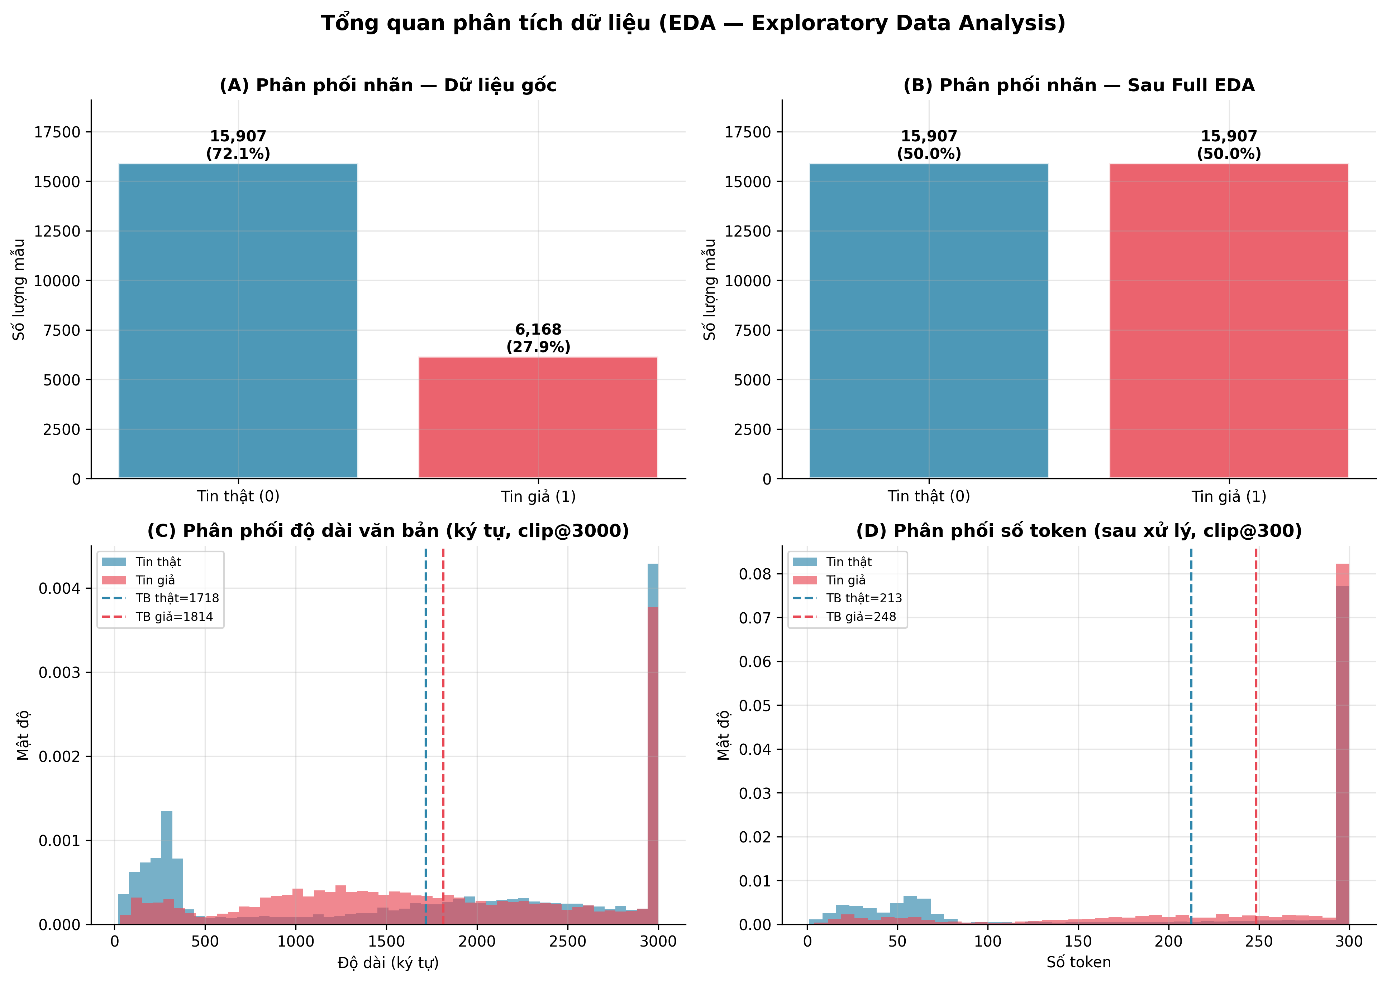 Tổng quan phân tích dữ liệu (EDA — Exploratory Data Analysis)
(A) Phân phối nhãn — Dữ liệu gốc
Số lượng mẫu
17500
15000
12500
10000
7500
5000
2500
0
15,907
(72.1%)
6,168
(27.9%)
Tin thật (0)
Tin giả (1)
(B) Phân phối nhãn — Sau Full EDA
Số lượng mẫu
17500
15000
12500
10000
7500
5000
2500
0
15,907
(50.0%)
15,907
(50.0%)
Tin thật (0)
Tin giả (1)
(C) Phân phối độ dài văn bản (ký tự, clip@3000)
Tin thật
Tin giả
TB thật=1718
TB giả=1814
Mật độ
0.004
0.003
0.002
0.001
0.000
0
500
1000
1500
2000
2500
3000
Độ dài (ký tự)
(D) Phân phối số token (sau xử lý, clip@300)
Tin thật
Tin giả
TB thật=213
TB giả=248
Mật độ
0.08
0.07
0.06
0.05
0.04
0.03
0.02
0.01
0.00
0
50
100
150
200
250
300
Số token